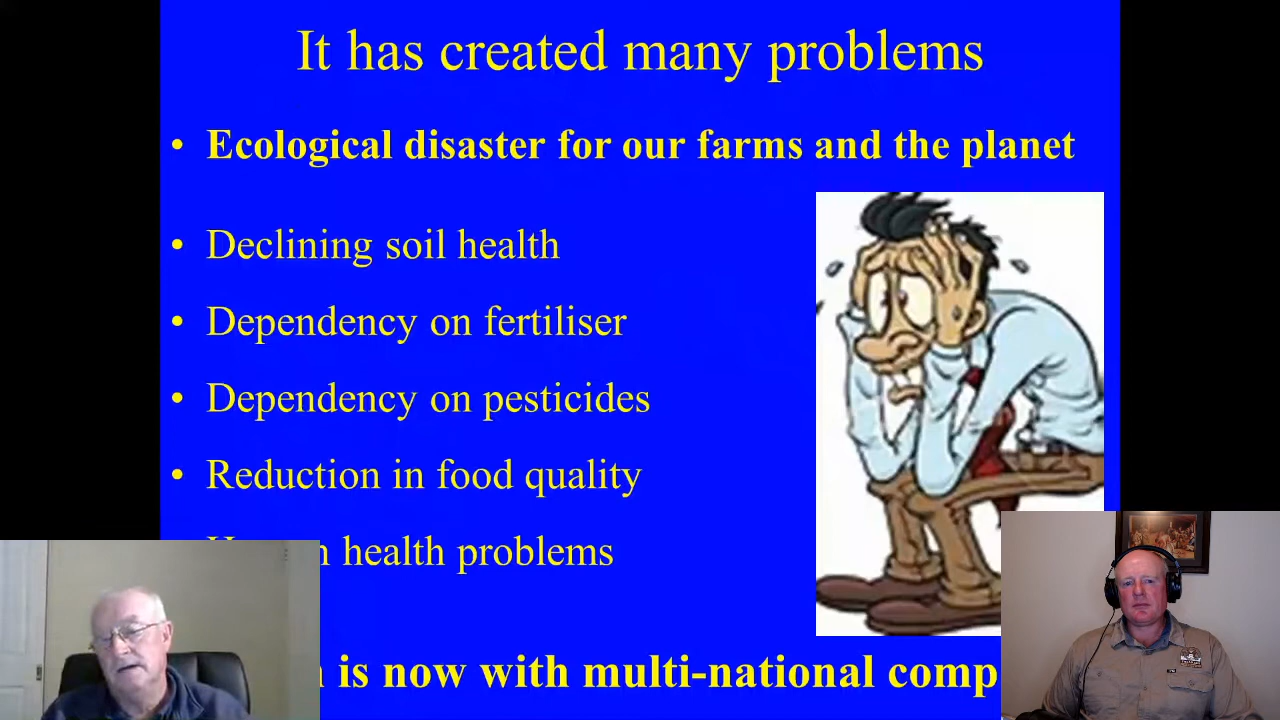 It has created many problems
• Ecological disaster for our farms and the planet
• Declining soil health
• Dependency on fertiliser
• Dependency on pesticides
• Reduction in food quality
health problems
is now with multi-national